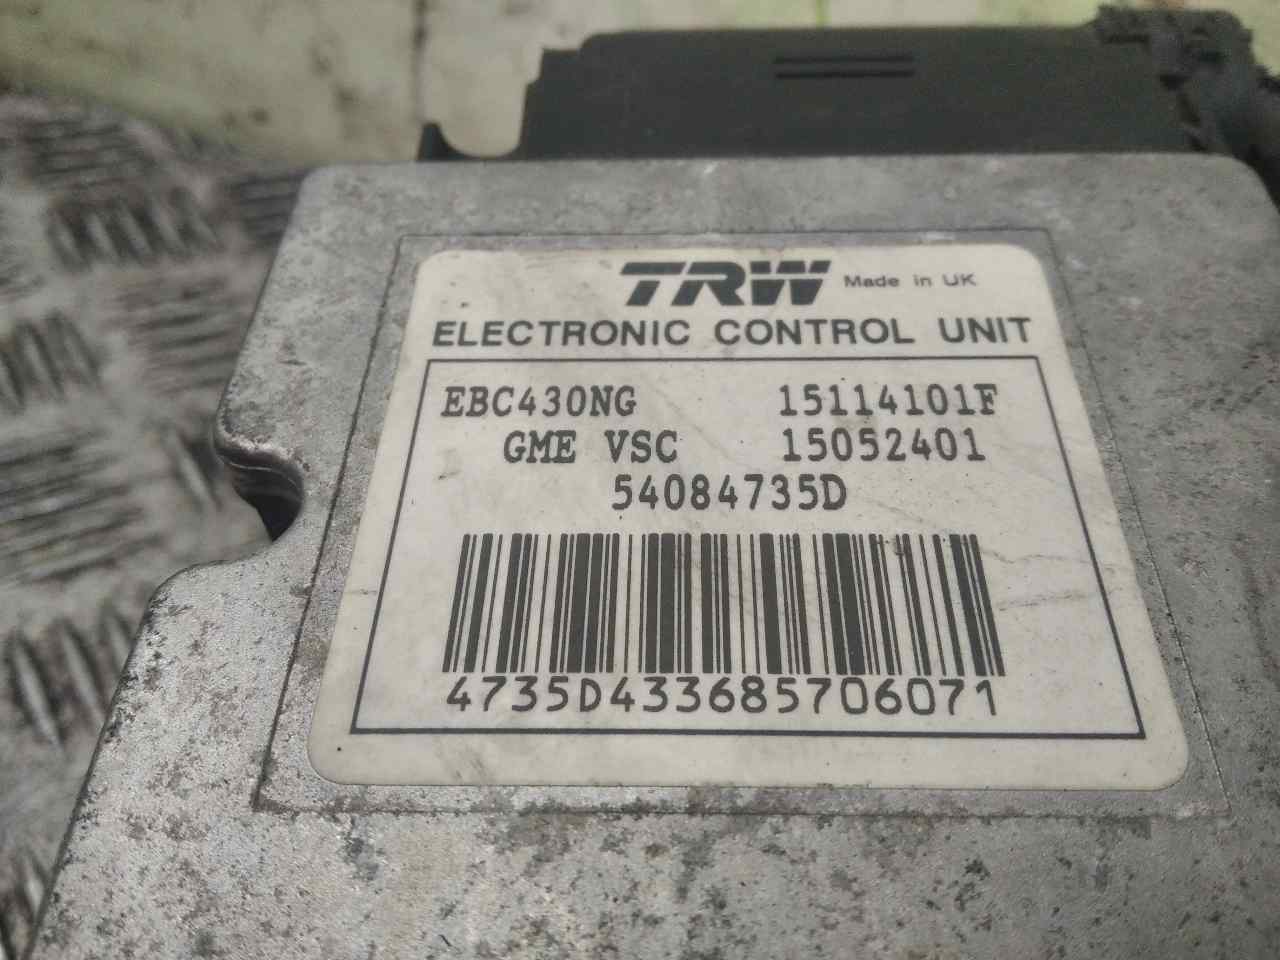 TRW Made in UK
ELECTRONIC CONTROL UNIT
EBC430NG 15114101F
GME VSC 15052401
54084735D
4735D433685706071